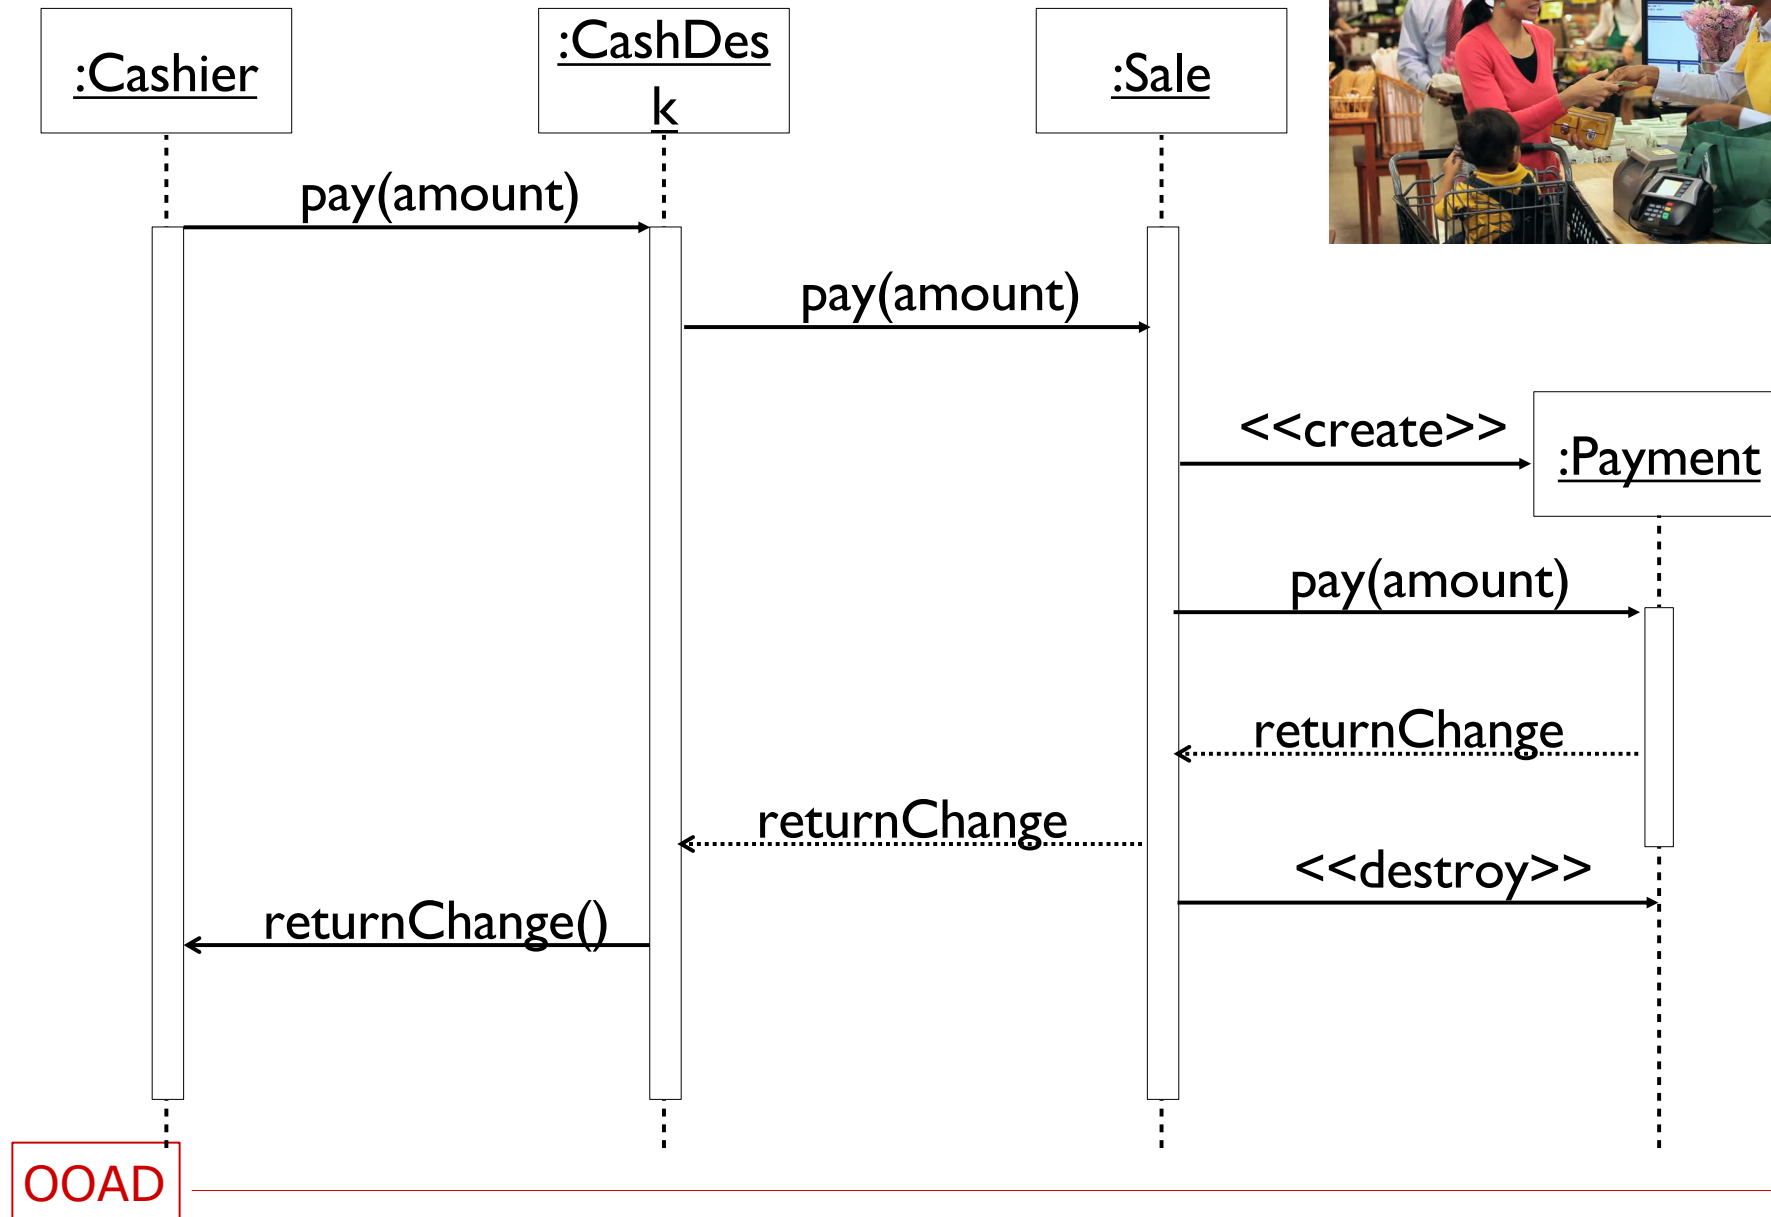 :Cashier
:CashDes
k
:Sale
pay(amount)
pay(amount)
<<create>>
:Payment
pay(amount)
returnChange
returnChange
<<destroy>>
returnChange()
OOAD